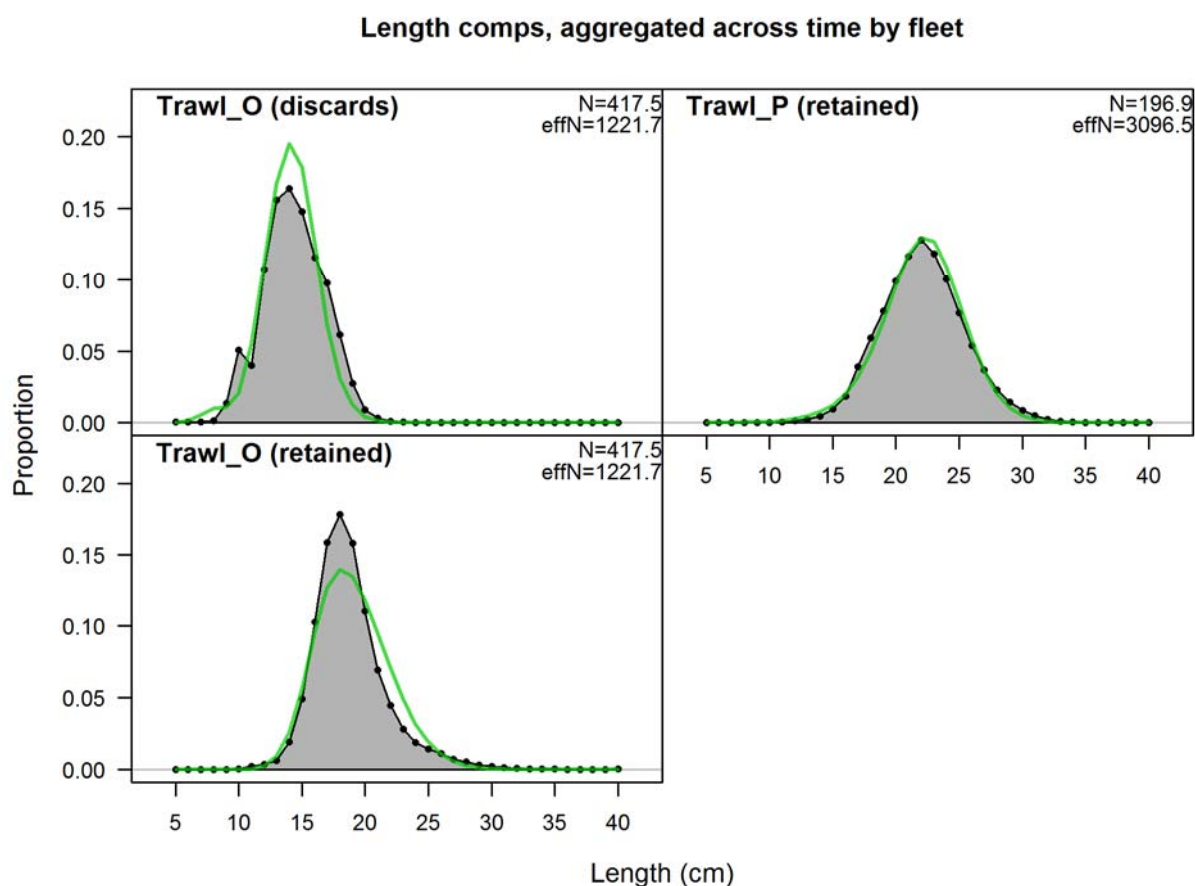 Length comps, aggregated across time by fleet
Trawl_O (discards)
N=417.5
effN=1221.7
Trawl_P (retained)
N=196.9
effN=3096.5
0.20
0.15
0.10
0.05
0.00
Trawl_O (retained)
N=417.5
effN=1221.7
5 10 15 20 25 30 35 40
0.20
0.15
0.10
0.05
0.00
5 10 15 20 25 30 35 40
Proportion
Length (cm)